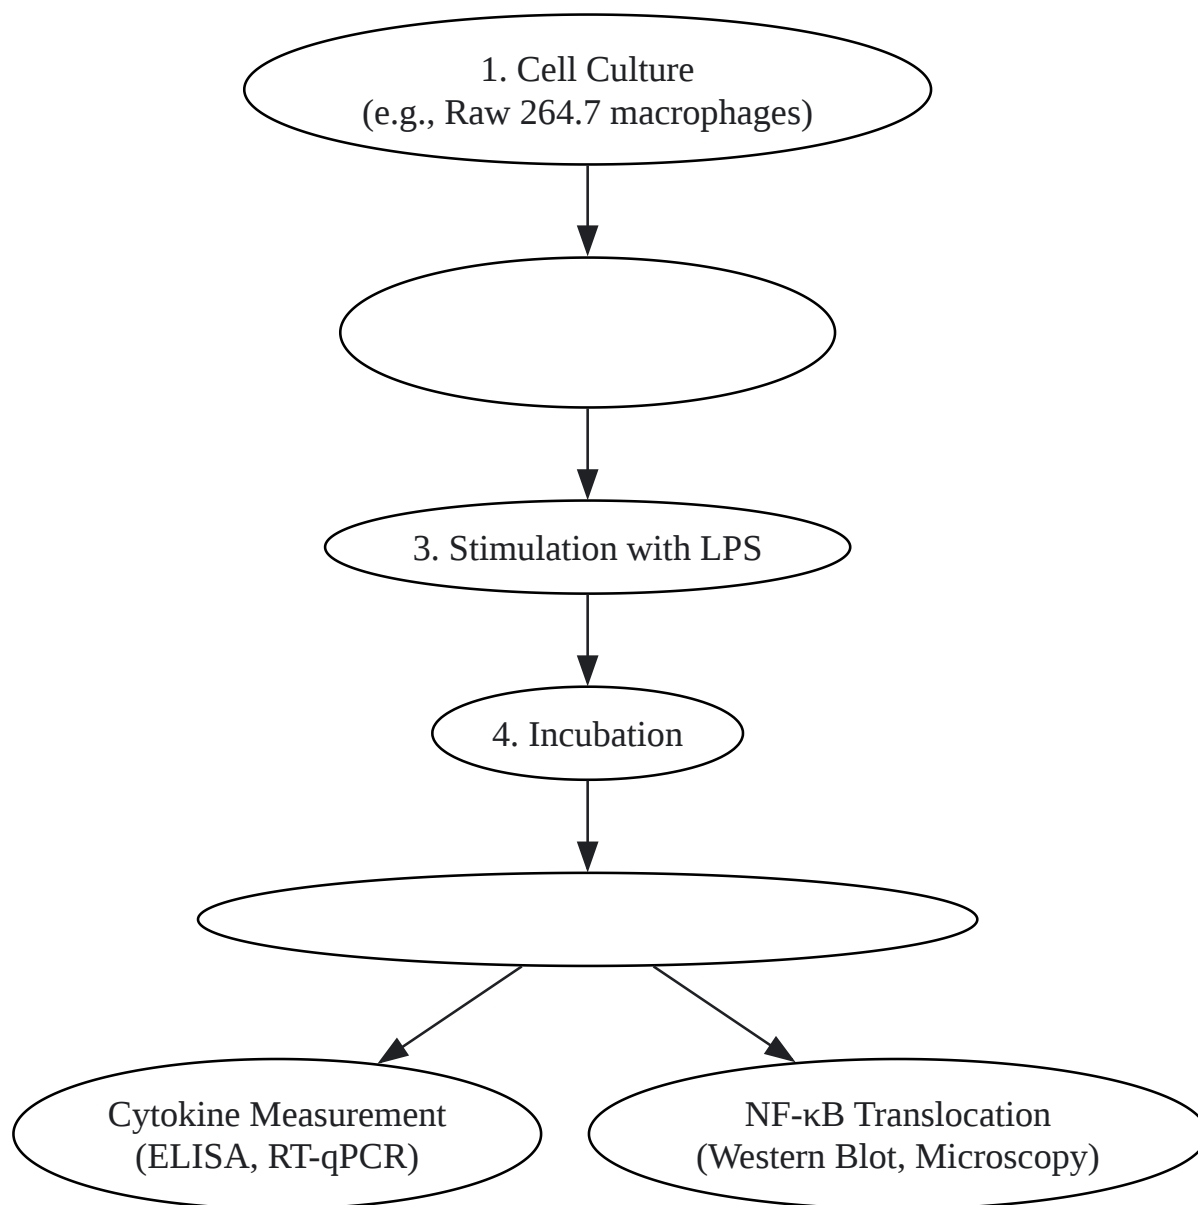 1. Cell Culture
(e.g., Raw 264.7 macrophages)
3. Stimulation with LPS
4. Incubation
Cytokine Measurement
(ELISA, RT-qPCR)
NF-κB Translocation
(Western Blot, Microscopy)